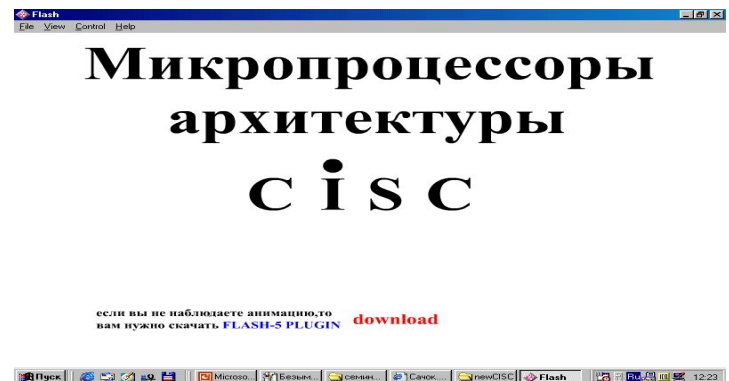 Flash
File View Control Help
Микропроцессоры
архитектуры
C i S C
если вы не наблюдаете анимацию,то
вам нужно скачать FLASH-5 PLUGIN download
Пуск Microso... Безым... семин... Сачок.... newCISC Flash Ru 12:23